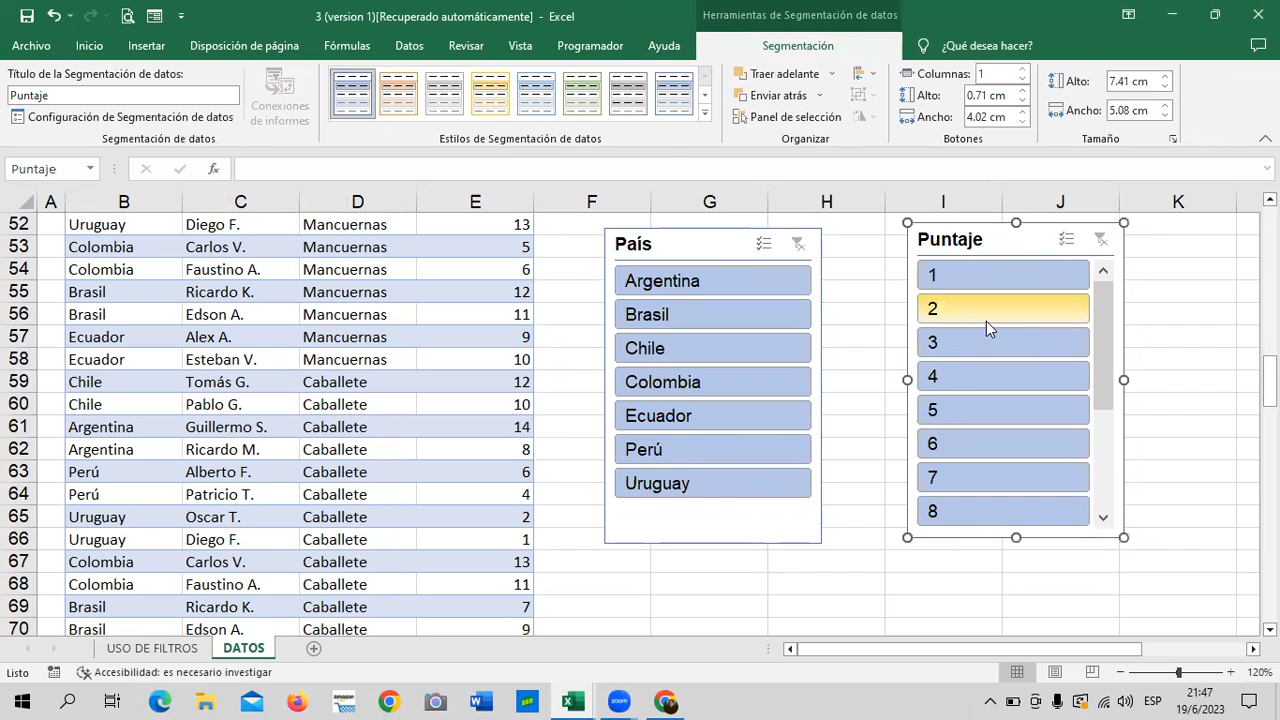 3 (version 1)[Recuperado automáticamente] - Excel
Herramientas de Segmentación de datos
Archivo Inicio Insertar Disposición de página Fórmulas Datos Revisar Vista Programador Ayuda Segmentación ¿Qué desea hacer?
Título de la Segmentación de datos:
Puntaje
Configuración de Segmentación de datos
Segmentación de datos
Conexiones de informes
Estilos de Segmentación de datos
Traer adelante
Enviar atrás
Panel de selección
Organizar
Columnas: 1
Alto: 0.71 cm
Ancho: 4.02 cm
Botones
Alto: 7.41 cm
Ancho: 5.08 cm
Tamaño
Puntaje fx
A B C D E F G H I J K
52 Uruguay Diego F. Mancuernas 13
53 Colombia Carlos V. Mancuernas 5
54 Colombia Faustino A. Mancuernas 6
55 Brasil Ricardo K. Mancuernas 12
56 Brasil Edson A. Mancuernas 11
57 Ecuador Alex A. Mancuernas 9
58 Ecuador Esteban V. Mancuernas 10
59 Chile Tomás G. Caballete 12
60 Chile Pablo G. Caballete 10
61 Argentina Guillermo S. Caballete 14
62 Argentina Ricardo M. Caballete 8
63 Perú Alberto F. Caballete 6
64 Perú Patricio T. Caballete 4
65 Uruguay Oscar T. Caballete 2
66 Uruguay Diego F. Caballete 1
67 Colombia Carlos V. Caballete 13
68 Colombia Faustino A. Caballete 11
69 Brasil Ricardo K. Caballete 7
70 Brasil Edson A. Caballete 9
País
Argentina
Brasil
Chile
Colombia
Ecuador
Perú
Uruguay
Puntaje
1
2
3
4
5
6
7
8
USO DE FILTROS DATOS
Listo Accesibilidad: es necesario investigar 120%
amazon zoom ESP 21:47
19/6/2023